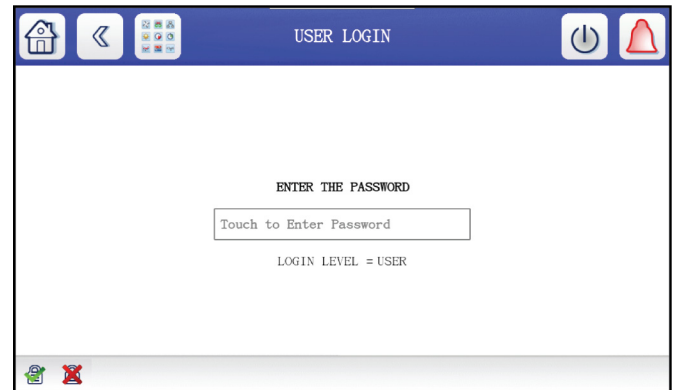 USER LOGIN
ENTER THE PASSWORD
Touch to Enter Password
LOGIN LEVEL = USER